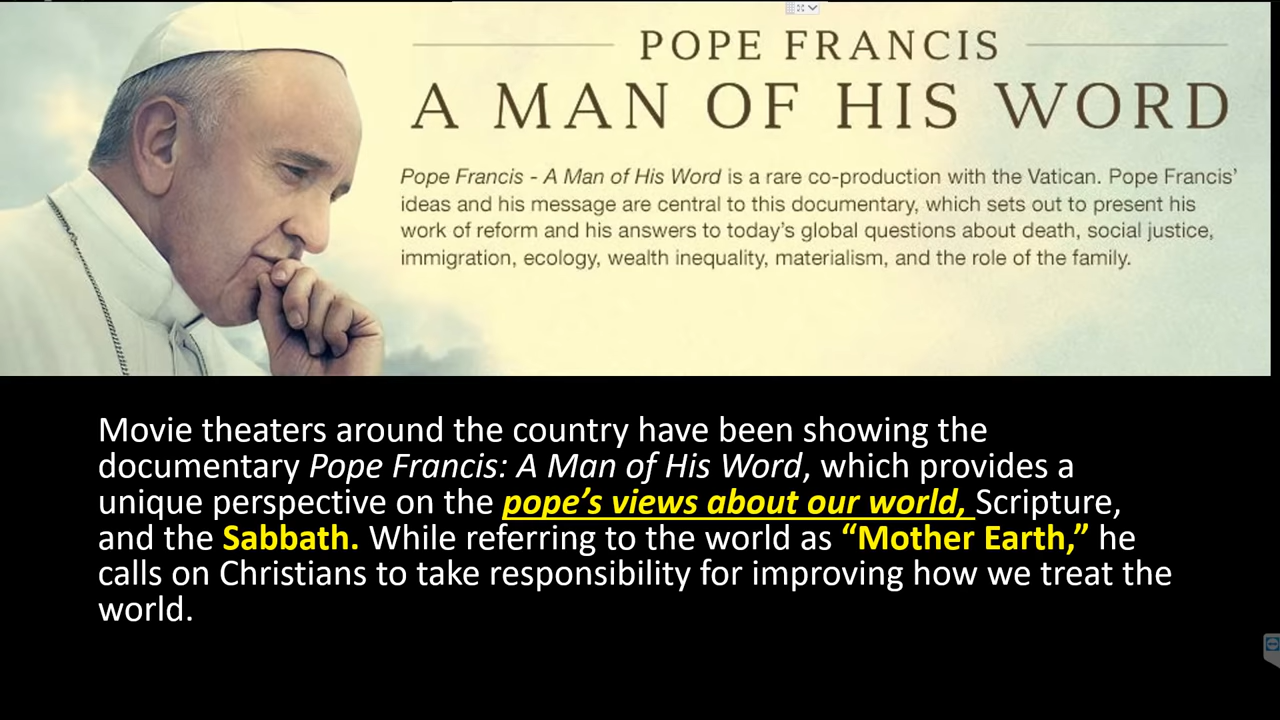 POPE FRANCIS
A MAN OF HIS WORD
Pope Francis - A Man of His Word is a rare co-production with the Vatican. Pope Francis’
ideas and his message are central to this documentary, which sets out to present his
work of reform and his answers to today’s global questions about death, social justice,
immigration, ecology, wealth inequality, materialism, and the role of the family.
Movie theaters around the country have been showing the
documentary Pope Francis: A Man of His Word, which provides a
unique perspective on the pope’s views about our world, Scripture,
and the Sabbath. While referring to the world as “Mother Earth,” he
calls on Christians to take responsibility for improving how we treat the
world.